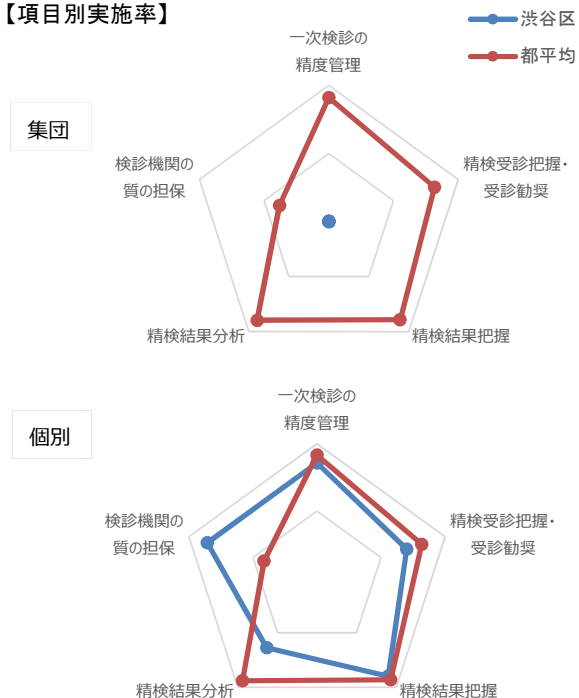 【項目別実施率】
渋谷区
都平均
集団
一次検診の
精度管理
精検受診把握・
受診勧奨
精検結果把握
精検結果分析
検診機関の
質の担保
個別
一次検診の
精度管理
精検受診把握・
受診勧奨
精検結果把握
精検結果分析
検診機関の
質の担保